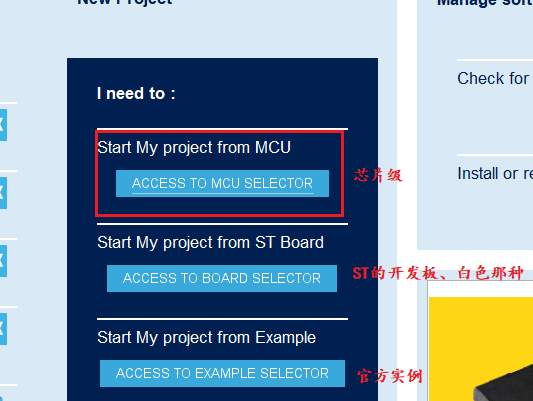 New Project
I need to :
Start My project from MCU
ACCESS TO MCU SELECTOR
芯片级
Start My project from ST Board
ACCESS TO BOARD SELECTOR
ST的开发板、白色那种
Start My project from Example
ACCESS TO EXAMPLE SELECTOR
官方实例
Manage soft
Check for
Install or re